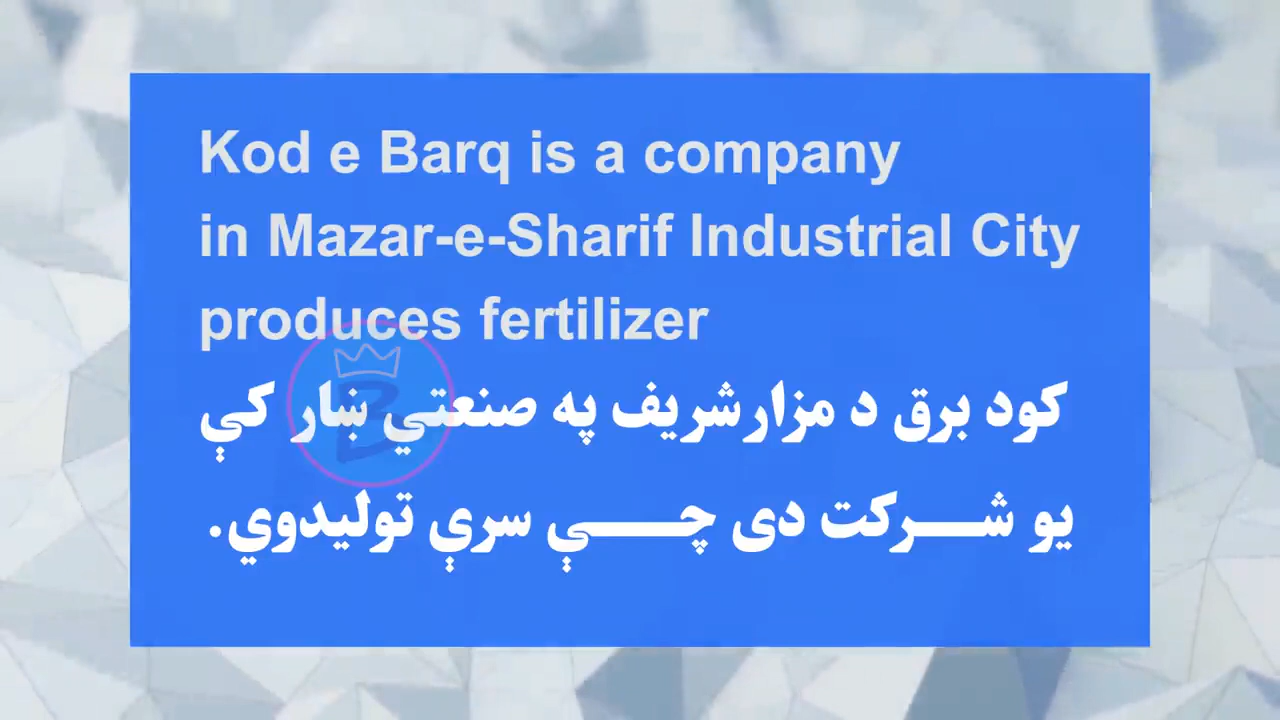 Kod e Barq is a company
in Mazar-e-Sharif Industrial City
produces fertilizer
کود برق د مزارشریف په صنعتي ښار کې
یو شـــرکت دی چـــــې سرې تولیدوي.
B